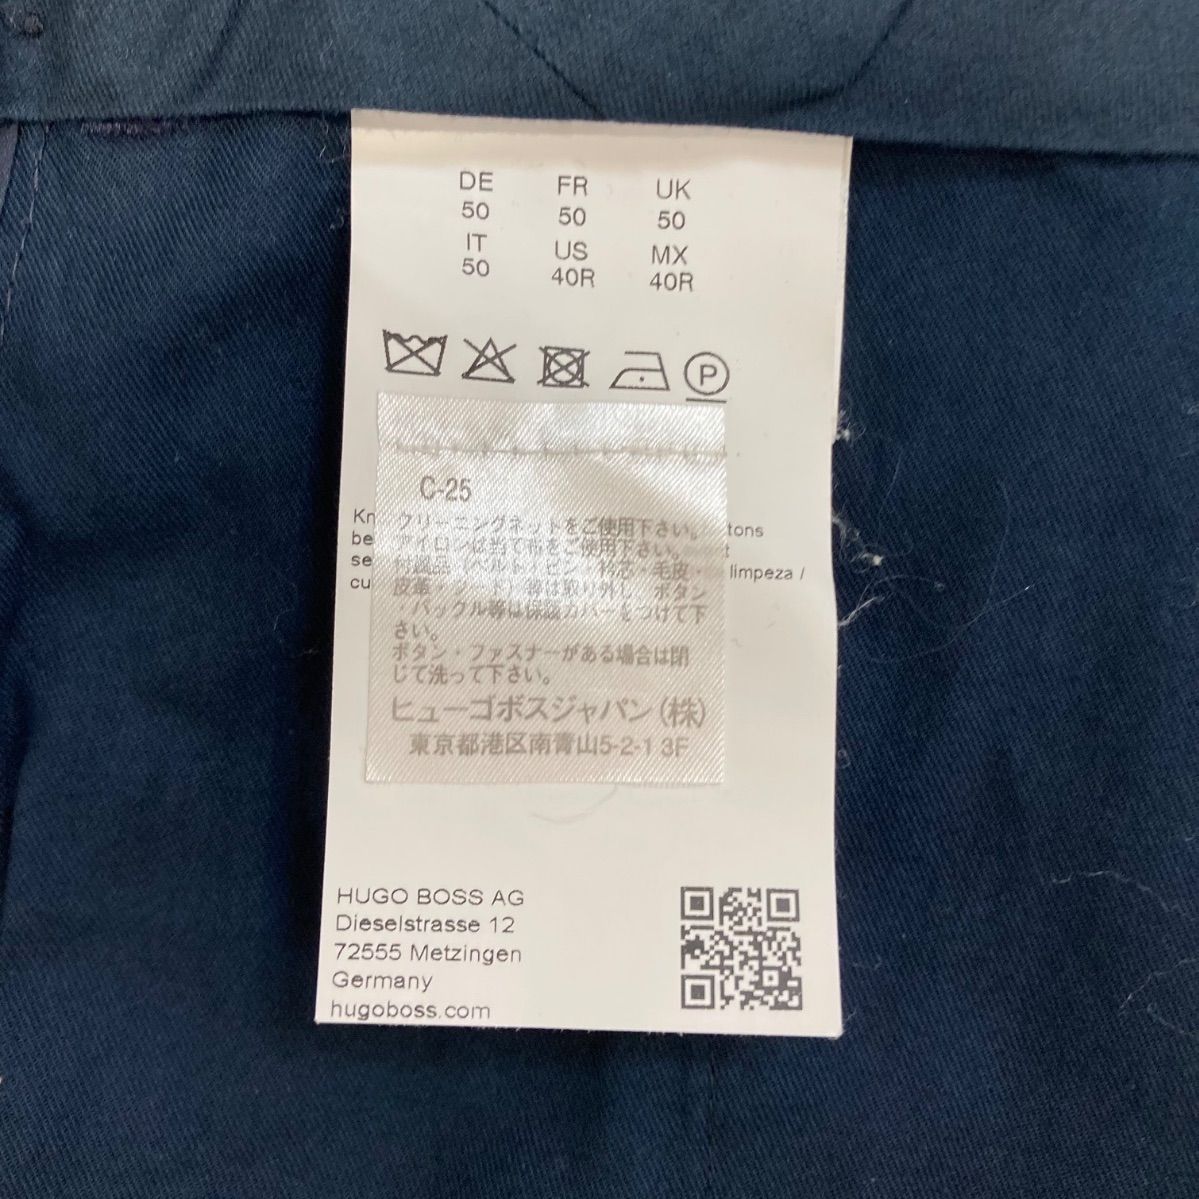 DE FR UK
50 50 50
IT US MX
50 40R 40R
P
C-25
Kn クリーニングネットをご使用下さい。 tons
be アイロンは当て布をご使用下さい。
se 付属品（ベルト・ピン・衿芯・毛皮・ limpeza /
cu 皮革・ 等は取り外し、ボタン
・バックル等は保護カバーをつけて下
さい。
ボタン・ファスナーがある場合は閉
じて洗って下さい。
ヒューゴボスジャパン(株)
東京都港区南青山5-2-1 3F
HUGO BOSS AG
Dieselstrasse 12
72555 Metzingen
Germany
hugoboss.com